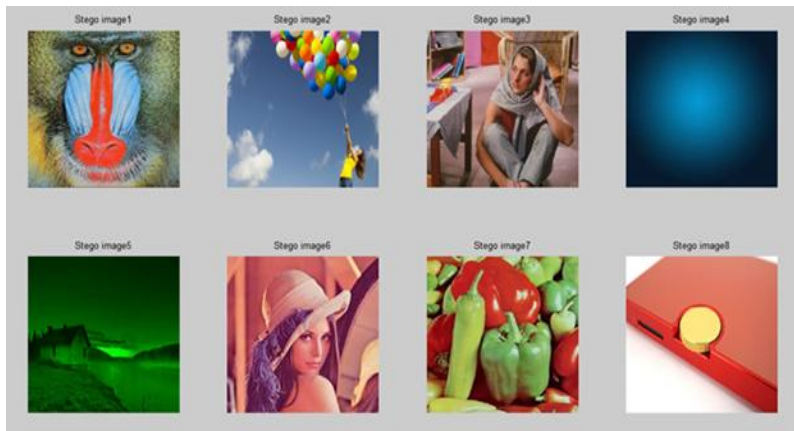 Stego image1
Stego image2
Stego image3
Stego image4
Stego image5
Stego image6
Stego image7
Stego image8